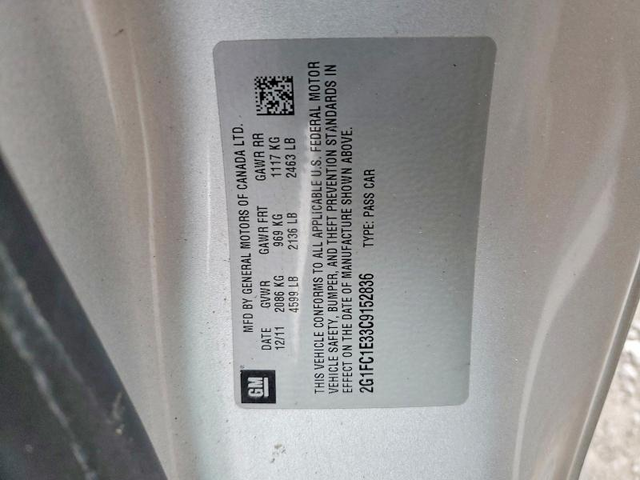 GM
MFD BY GENERAL MOTORS OF CANADA LTD.
DATE GVWR GAWR FRT GAWR RR
12/11 2086 KG 969 KG 1117 KG
4599 LB 2136 LB 2463 LB
THIS VEHICLE CONFORMS TO ALL APPLICABLE U.S. FEDERAL MOTOR
VEHICLE SAFETY, BUMPER, AND THEFT PREVENTION STANDARDS IN
EFFECT ON THE DATE OF MANUFACTURE SHOWN ABOVE.
2G1FC1E33C9152836 TYPE: PASS CAR